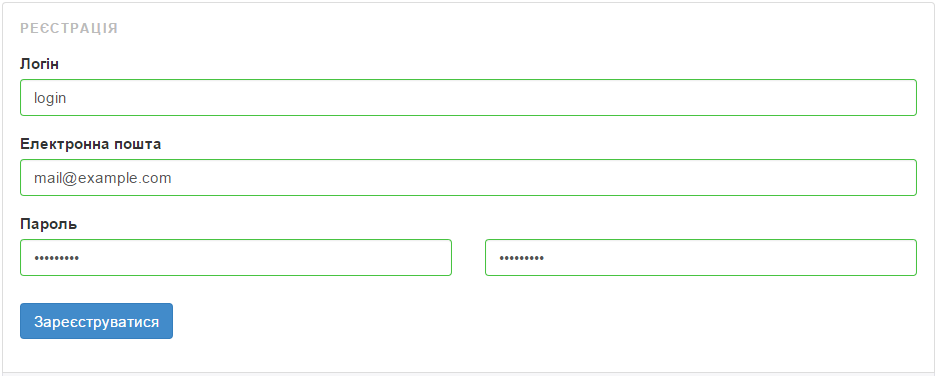 РЕЄСТРАЦІЯ
Логін
login
Електронна пошта
mail@example.com
Пароль
••••••••• •••••••••
Зареєструватися